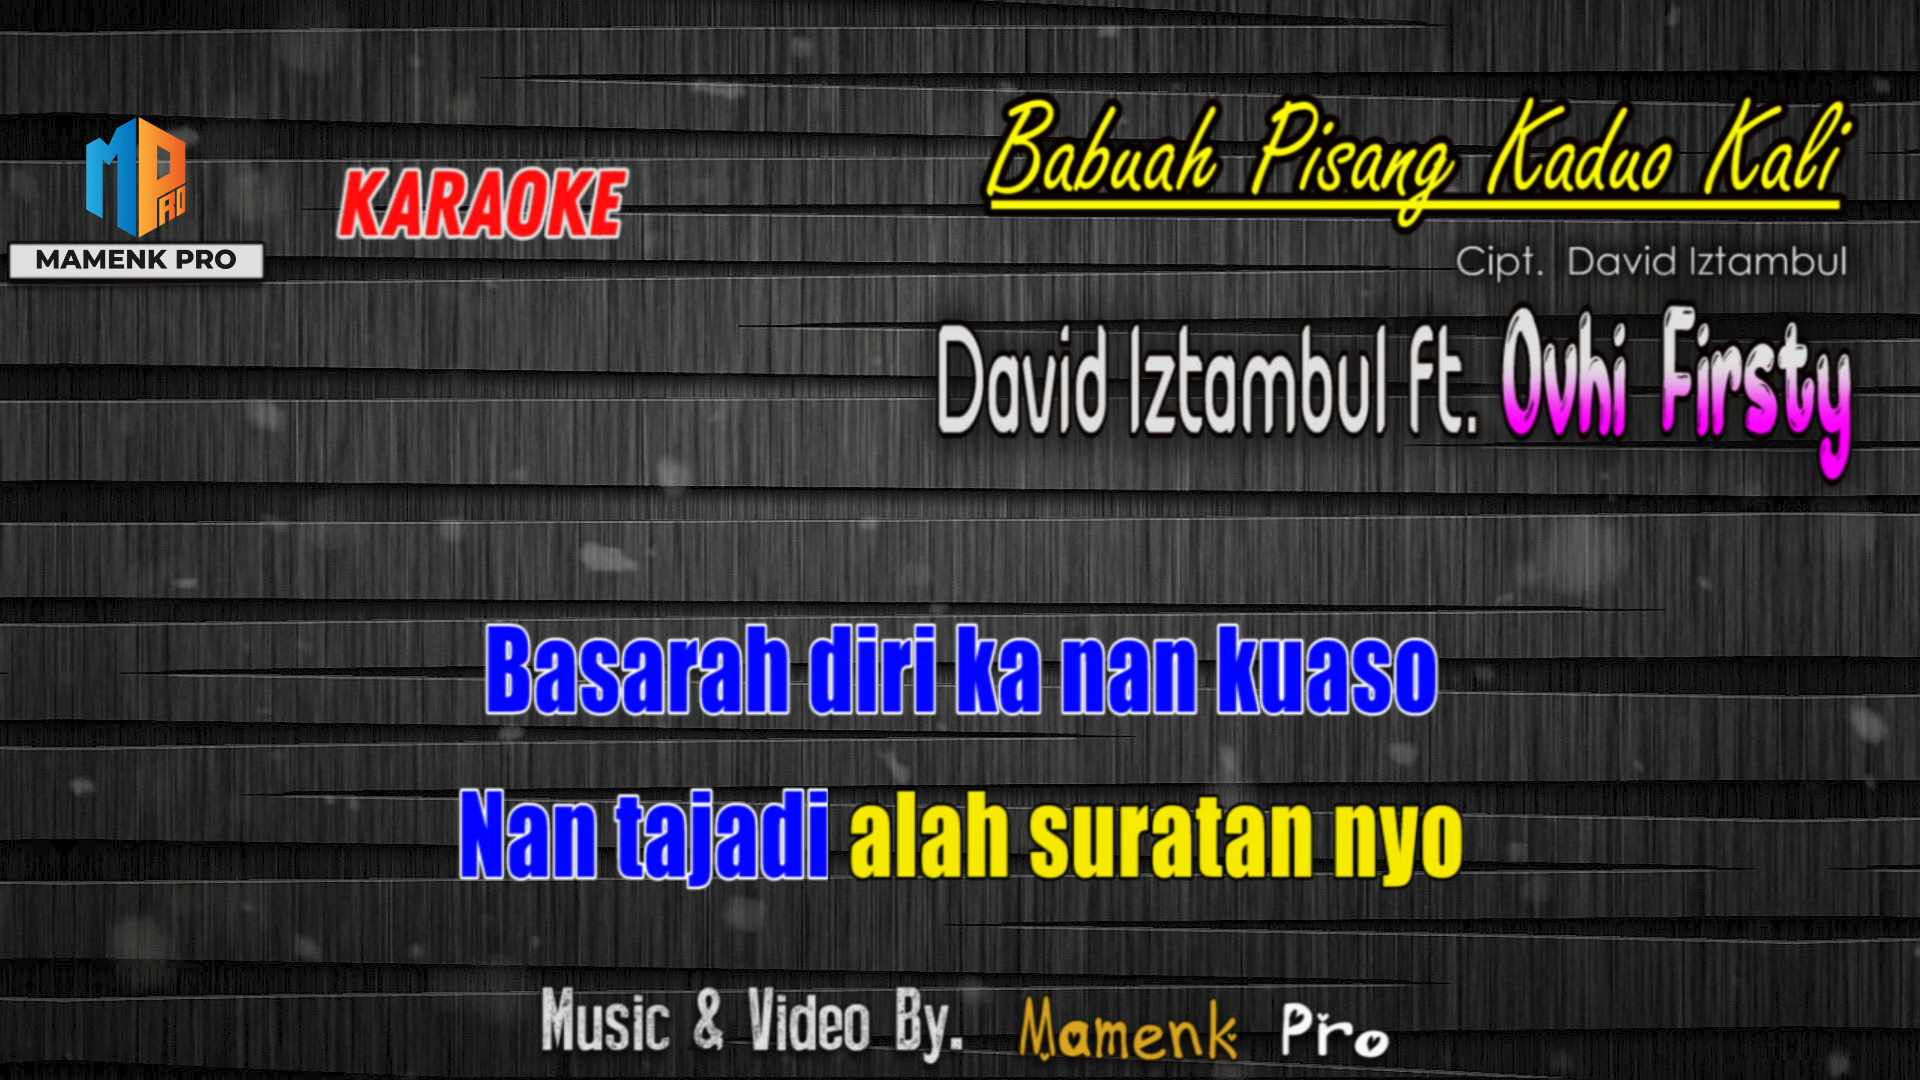 MP RO
MAMENK PRO
KARAOKE
Babuah Pisang Kaduo Kali
Cipt. David Iztambul
David Iztambul ft. Ovhi Firsty
Basarah diri ka nan kuaso
Nan tajadi alah suratan nyo
Music & Video By. Mamenk Pro